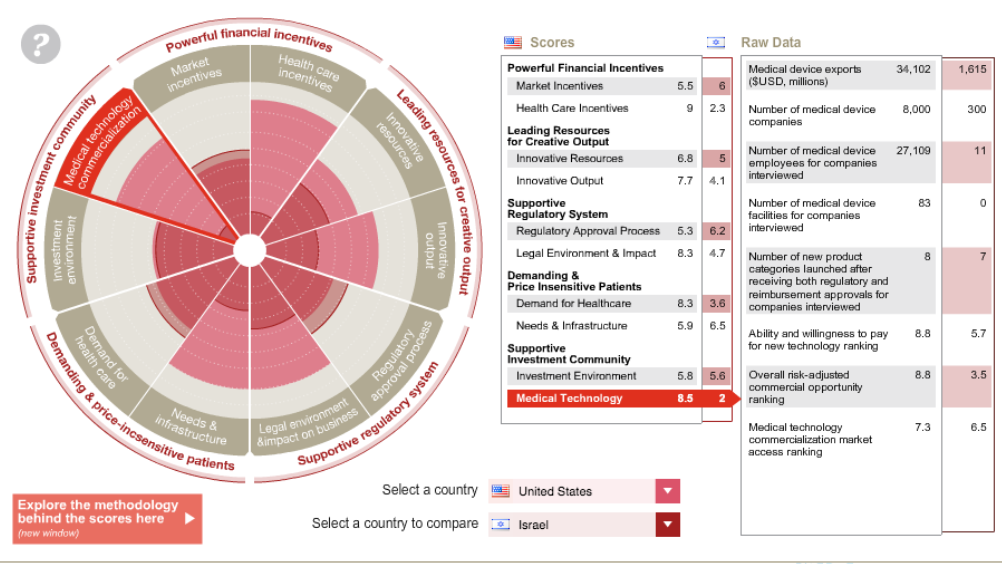 ?
Powerful financial incentives
Market
incentives
Health care
incentives
Leading resources for creative output
Innovative
resources
Innovative
output
Supportive regulatory system
Regulatory
approval process
Legal environment
&impact on business
Demanding & price-incsensitive patients
Needs &
infrastructure
Demand for
health care
Supportive investment community
Investment
environment
Medical technology
commercialization
Explore the methodology
behind the scores here
(new window)
Select a country United States
Select a country to compare Israel
Scores
Powerful Financial Incentives
Market Incentives 5.5 6
Health Care Incentives 9 2.3
Leading Resources
for Creative Output
Innovative Resources 6.8 5
Innovative Output 7.7 4.1
Supportive
Regulatory System
Regulatory Approval Process 5.3 6.2
Legal Environment & Impact 8.3 4.7
Demanding &
Price Insensitive Patients
Demand for Healthcare 8.3 3.6
Needs & Infrastructure 5.9 6.5
Supportive
Investment Community
Investment Environment 5.8 5.6
Medical Technology 8.5 2
Raw Data
Medical device exports 34,102 1,615
($USD, millions)
Number of medical device 8,000 300
companies
Number of medical device 27,109 11
employees for companies
interviewed
Number of medical device 83 0
facilities for companies
interviewed
Number of new product 8 7
categories launched after
receiving both regulatory and
reimbursement approvals for
companies interviewed
Ability and willingness to pay 8.8 5.7
for new technology ranking
Overall risk-adjusted 8.8 3.5
commercial opportunity
ranking
Medical technology 7.3 6.5
commercialization market
access ranking